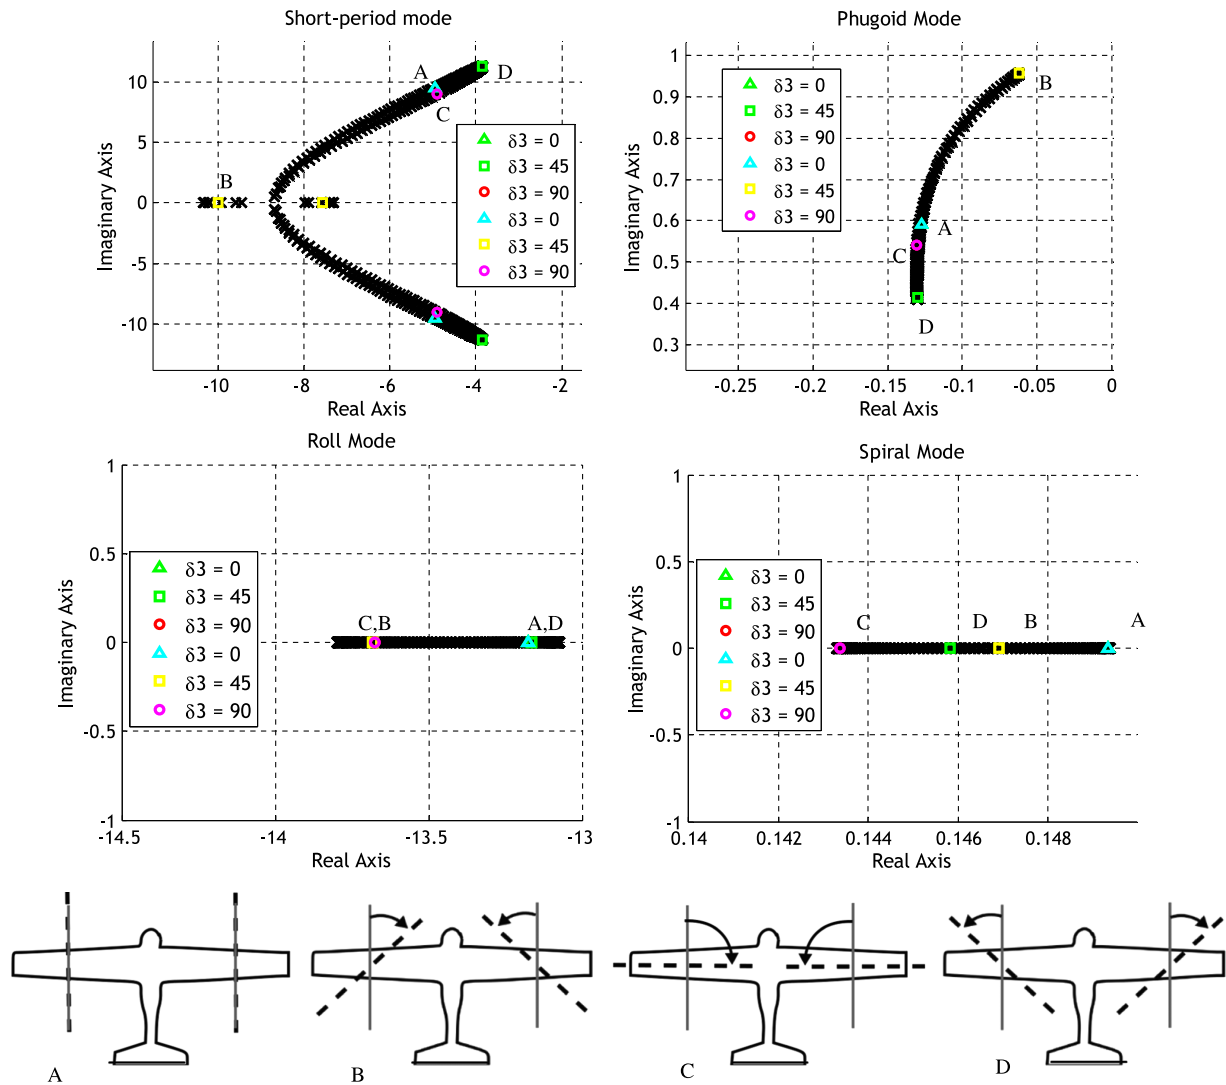 Short-period mode
Imaginary Axis
10
5
0
-5
-10
A
D
C
B
δ3 = 0
δ3 = 45
δ3 = 90
δ3 = 0
δ3 = 45
δ3 = 90
-10
-8
-6
-4
-2
Real Axis
Phugoid Mode
Imaginary Axis
1
0.9
0.8
0.7
0.6
0.5
0.4
0.3
δ3 = 0
δ3 = 45
δ3 = 90
δ3 = 0
δ3 = 45
δ3 = 90
B
A
C
D
-0.25
-0.2
-0.15
-0.1
-0.05
0
Real Axis
Roll Mode
Imaginary Axis
1
0.5
0
-0.5
-1
δ3 = 0
δ3 = 45
δ3 = 90
δ3 = 0
δ3 = 45
δ3 = 90
C,B
A,D
-14.5
-14
-13.5
-13
Real Axis
Spiral Mode
Imaginary Axis
1
0.5
0
-0.5
-1
δ3 = 0
δ3 = 45
δ3 = 90
δ3 = 0
δ3 = 45
δ3 = 90
C
D
B
A
0.14
0.142
0.144
0.146
0.148
Real Axis
A
B
C
D